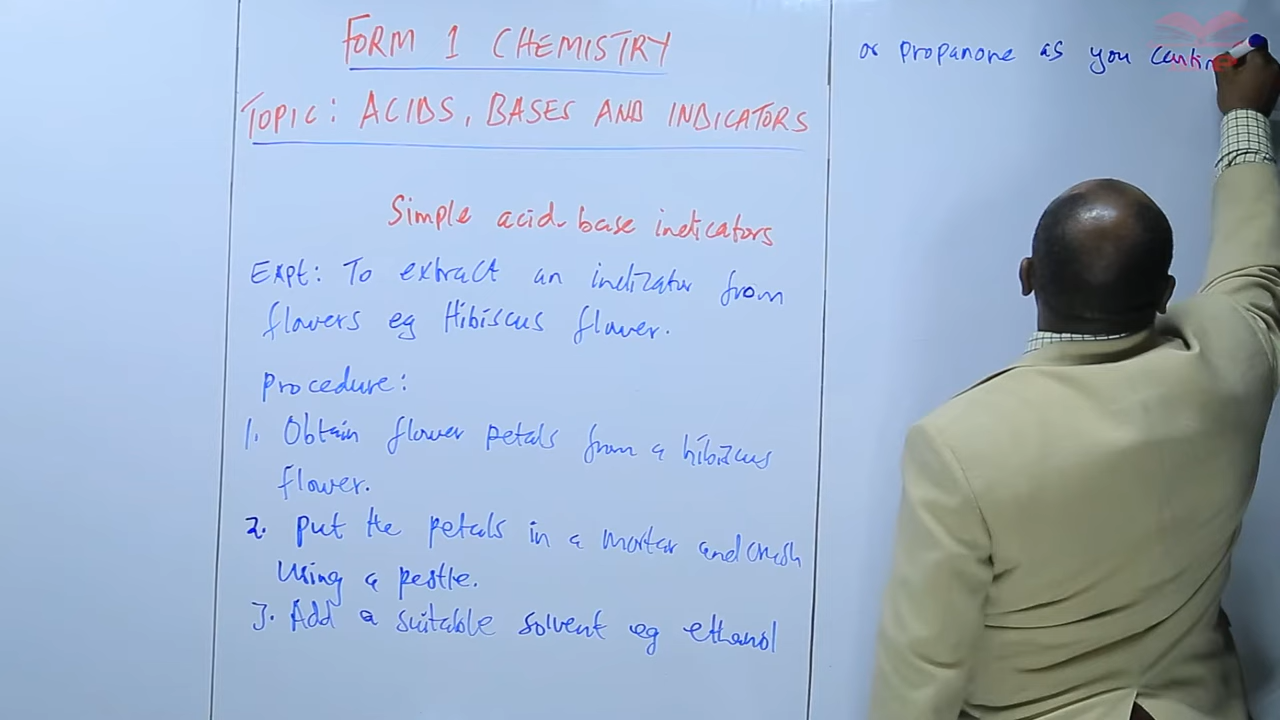 FORM 1 CHEMISTRY
TOPIC: ACIDS, BASES AND INDICATORS
Simple acid-base indicators
Expt: To extract an indicator from
flowers eg Hibiscus flower.
Procedure:
1. Obtain flower petals from a hibiscus
flower.
2. Put the petals in a mortar and crush
using a pestle.
3. Add a suitable solvent eg ethanol
or propanone as you contin